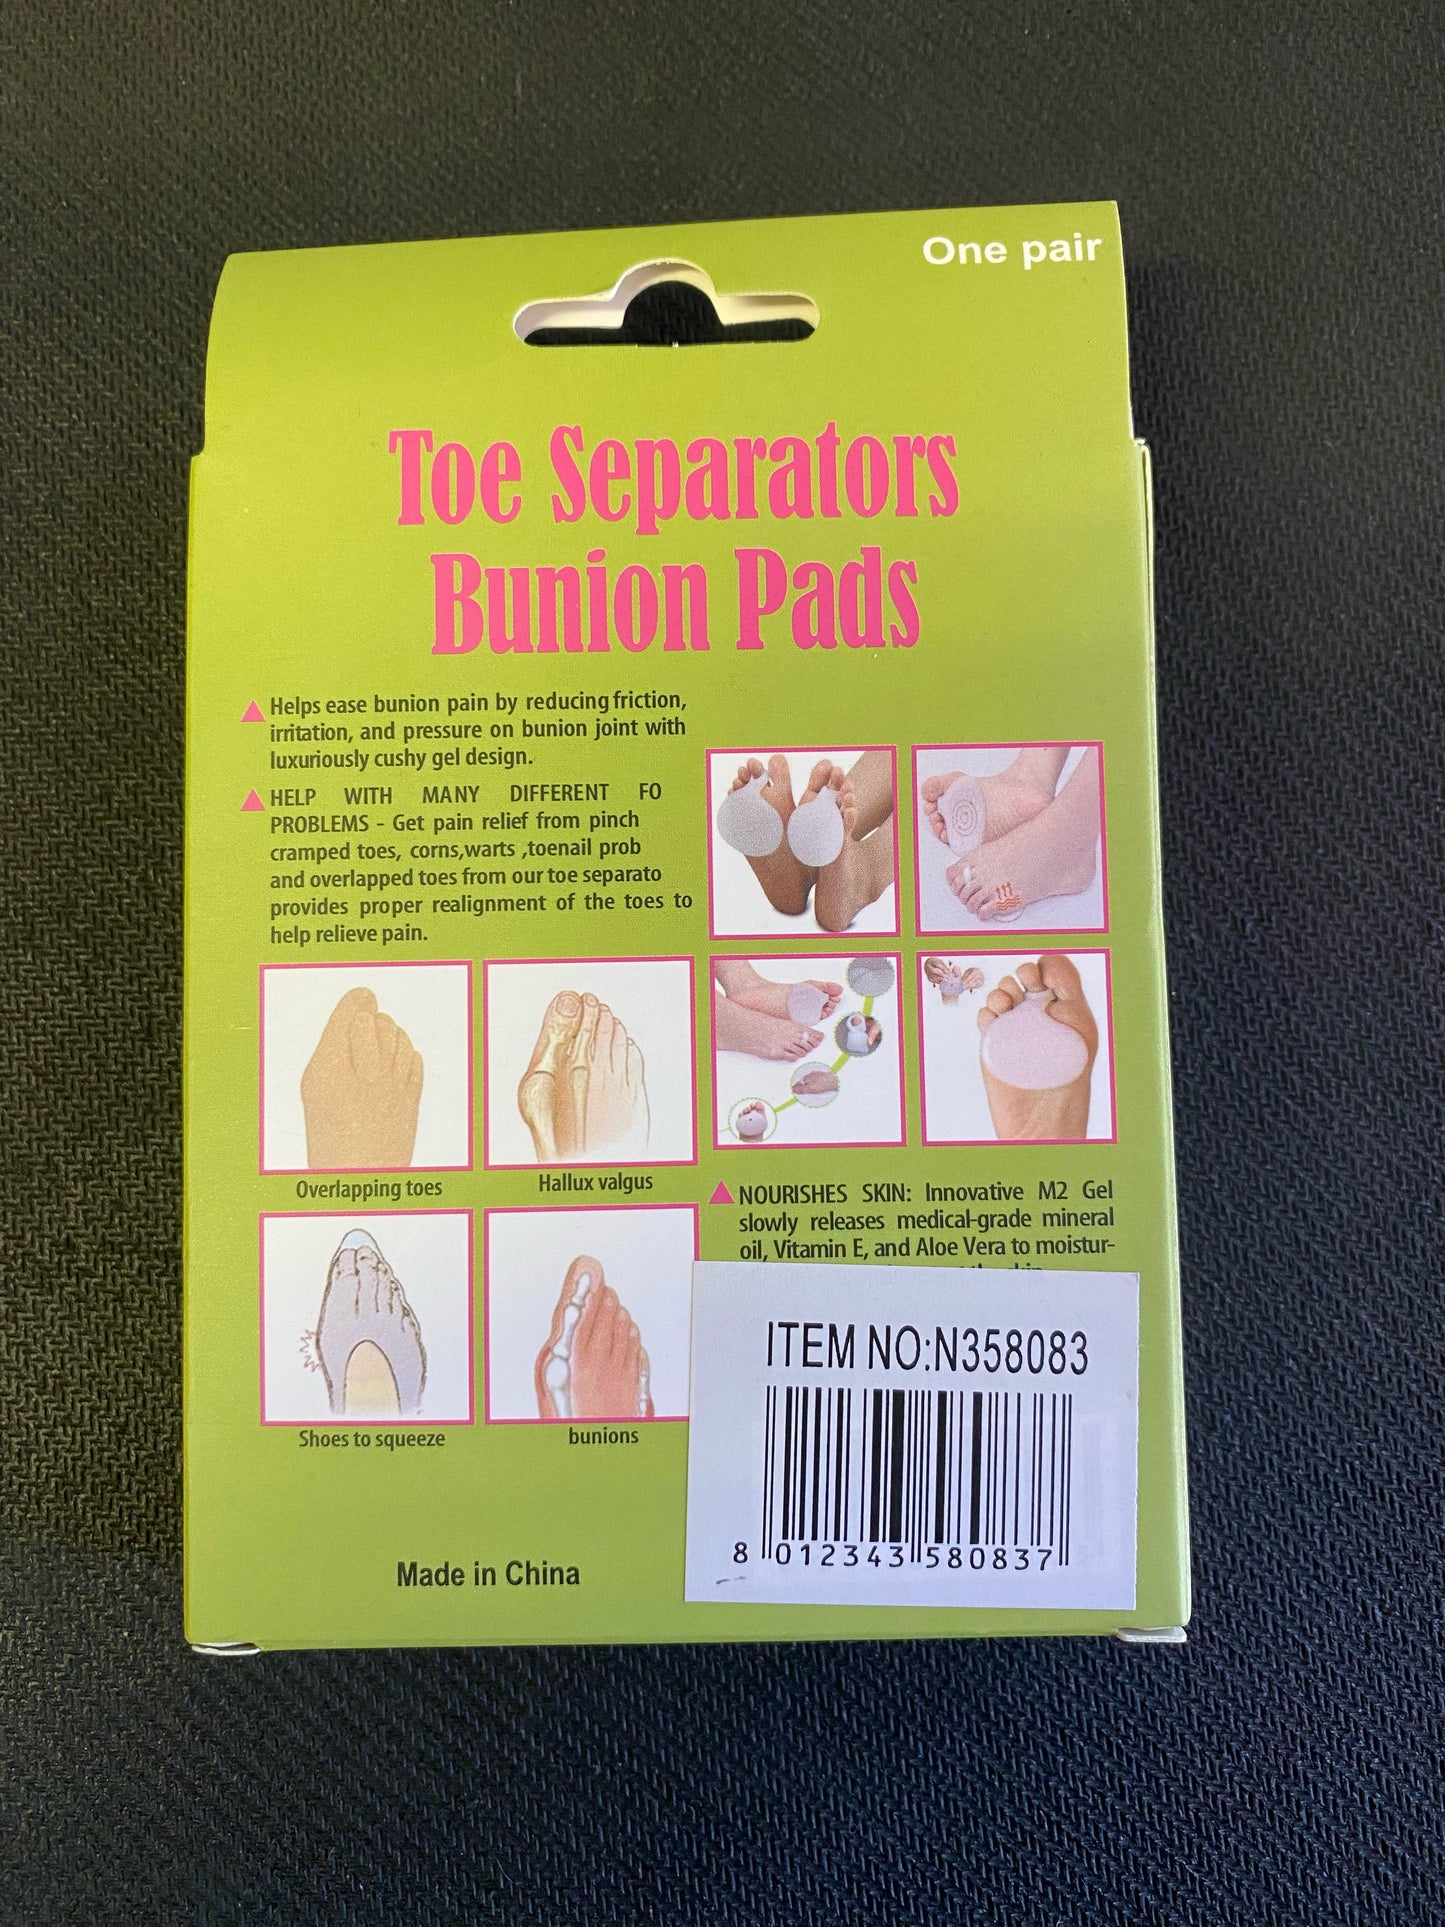 One pair
Toe Separators
Bunion Pads
Helps ease bunion pain by reducing friction,
irritation, and pressure on bunion joint with
luxuriously cushy gel design.
HELP WITH MANY DIFFERENT FO
PROBLEMS - Get pain relief from pinch
cramped toes, corns,warts ,toenail prob
and overlapped toes from our toe separato
provides proper realignment of the toes to
help relieve pain.
Overlapping toes
Hallux valgus
Shoes to squeeze
bunions
NOURISHES SKIN: Innovative M2 Gel
slowly releases medical-grade mineral
oil, Vitamin E, and Aloe Vera to moistur-
ITEM NO:N358083
8 012343 580837
Made in China